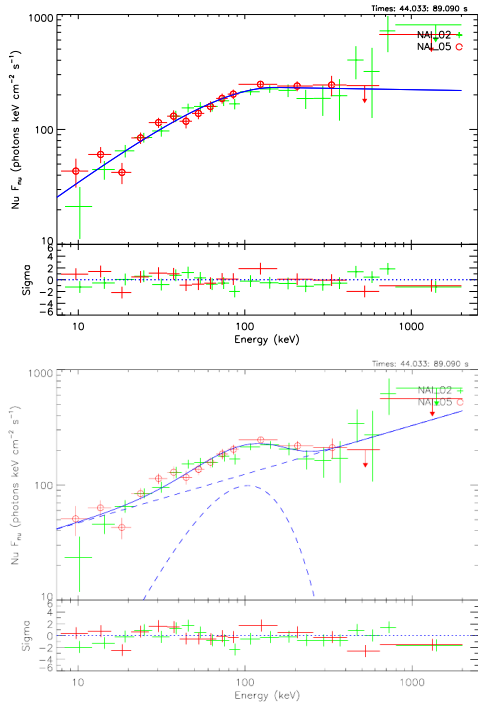 Times: 44.033: 89.090 s
1000
NAI_02
NAI_05
100
10
Nu Fnu (photons keV cm-2 s-1)
6
4
2
0
-2
-4
-6
Sigma
10 100 1000
Energy (keV)
Times: 44.033: 89.090 s
1000
NAI_02
NAI_05
100
10
Nu Fnu (photons keV cm-2 s-1)
6
4
2
0
-2
-4
-6
Sigma
10 100 1000
Energy (keV)